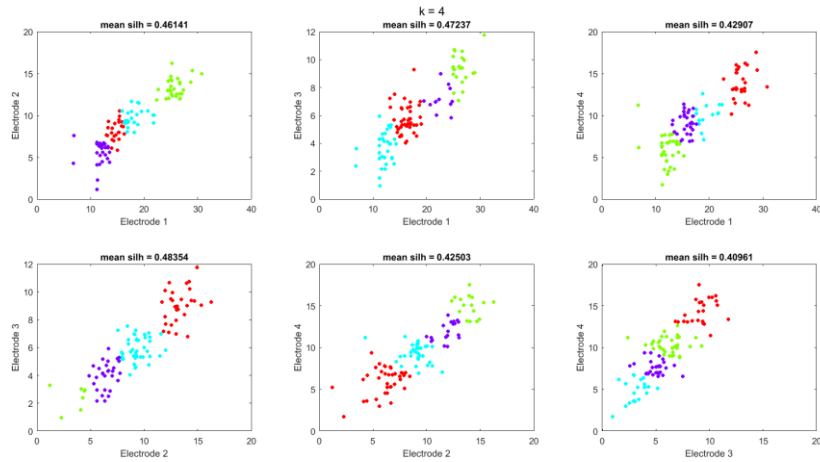 k = 4
mean silh = 0.46141
mean silh = 0.47237
mean silh = 0.42907
20
15
10
5
0
Electrode 2
0 10 20 30 40
Electrode 1
12
10
8
6
4
2
0
Electrode 3
0 10 20 30 40
Electrode 1
20
15
10
5
0
Electrode 4
0 10 20 30 40
Electrode 1
mean silh = 0.48354
mean silh = 0.42503
mean silh = 0.40961
12
10
8
6
4
2
0
Electrode 3
0 5 10 15 20
Electrode 2
20
15
10
5
0
Electrode 4
0 5 10 15 20
Electrode 2
20
15
10
5
0
Electrode 4
0 5 10 15 20
Electrode 3